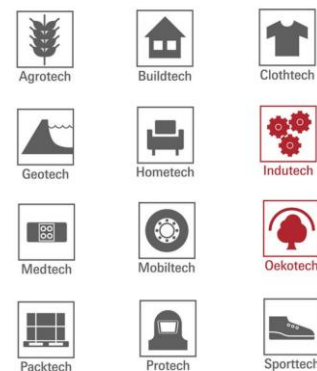 Agrotech
Buildtech
Clothtech
Geotech
Hometech
Indutech
Medtech
Mobiltech
Oekotech
Packtech
Protech
Sporttech